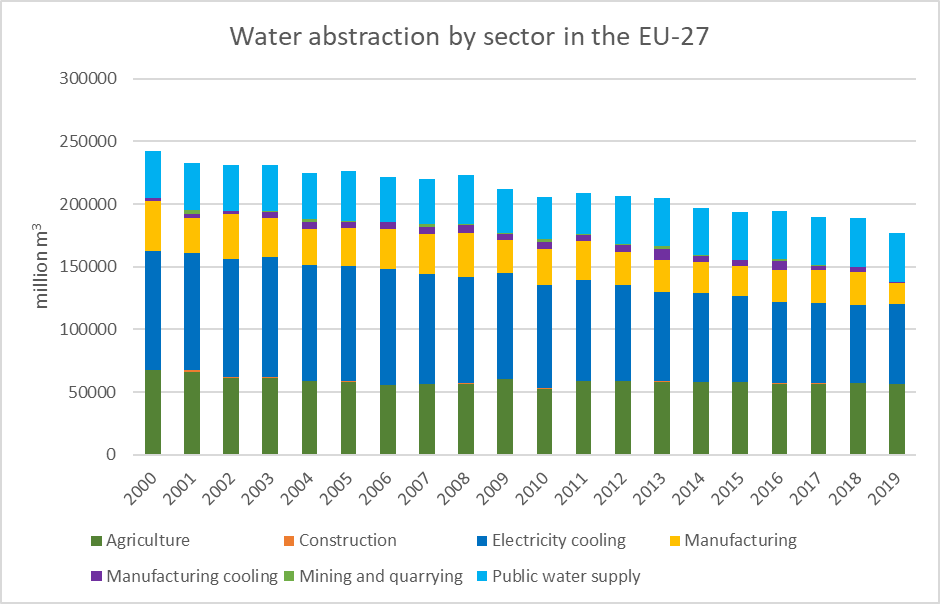 Water abstraction by sector in the EU-27
300000
250000
200000
150000
100000
50000
0
million m³
2000 2001 2002 2003 2004 2005 2006 2007 2008 2009 2010 2011 2012 2013 2014 2015 2016 2017 2018 2019
Agriculture Construction Electricity cooling Manufacturing
Manufacturing cooling Mining and quarrying Public water supply